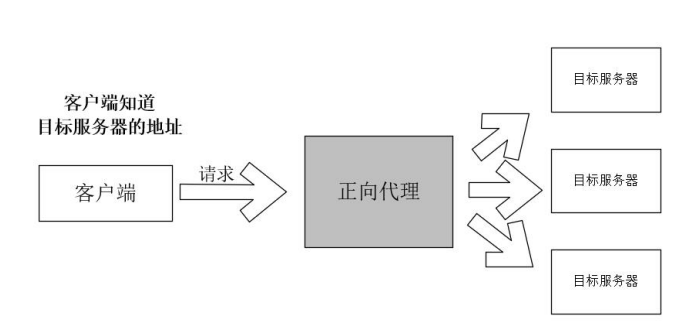 客户端知道
目标服务器的地址
客户端
请求
正向代理
目标服务器
目标服务器
目标服务器